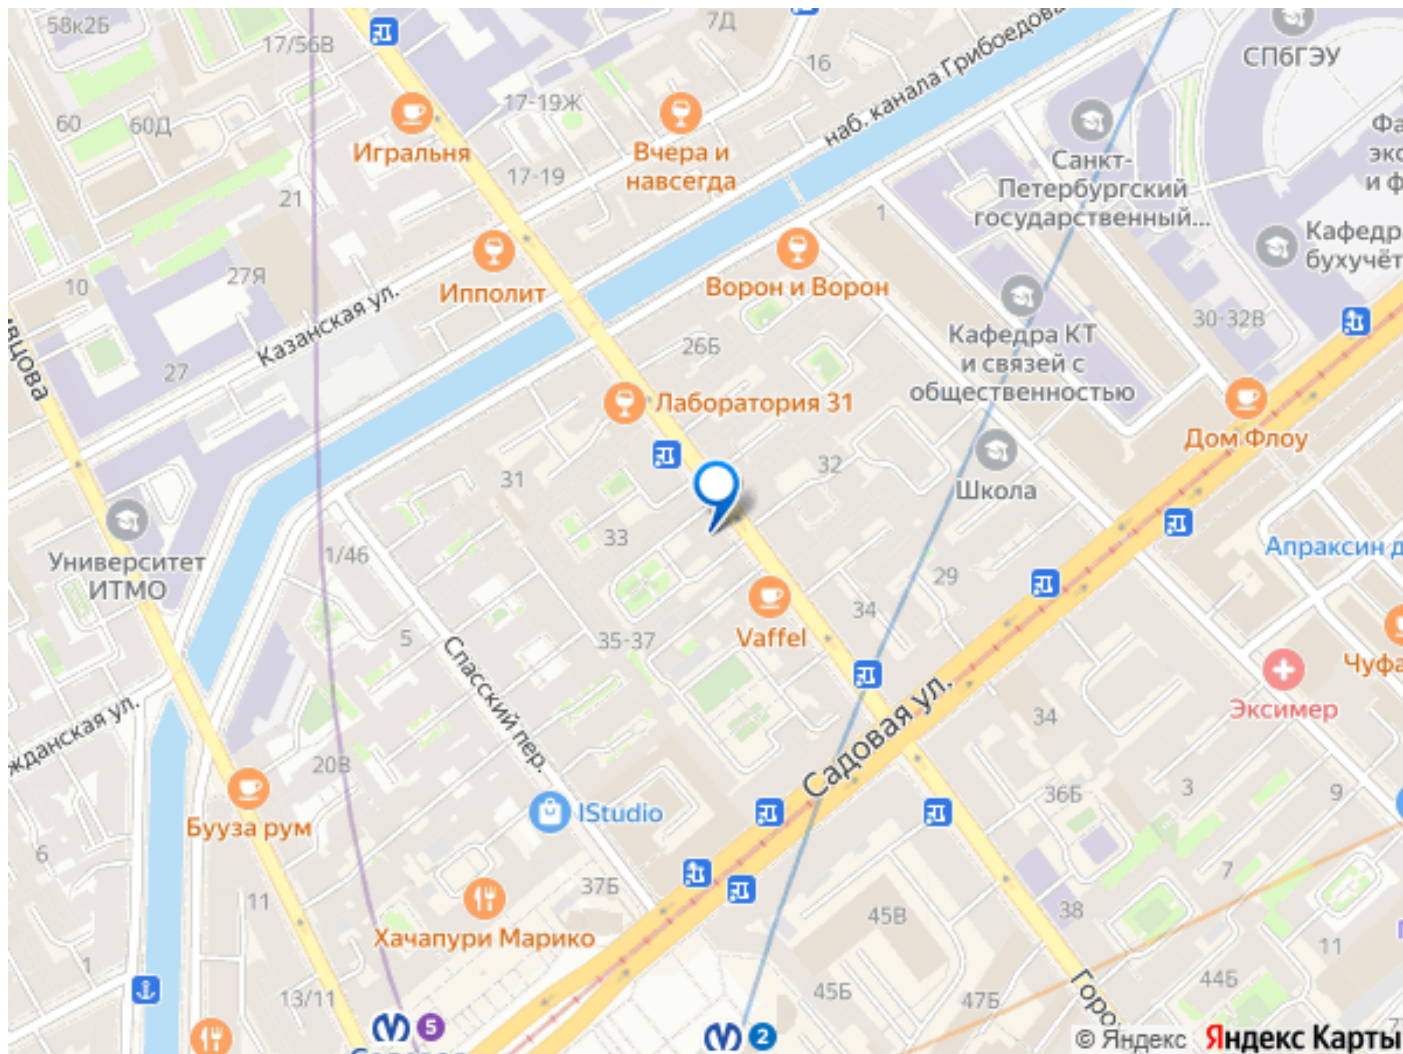 58к2Б
17/56В
7Д
16
наб. канала Грибоедова
СПбГЭУ
60
60Д
17-19Ж
Игральня
Вчера и
навсегда
17-19
21
Санкт-
Петербургский
государственный...
1
Кафедр
бухучёт
27Я
10
Ипполит
Ворон и Ворон
Казанская ул.
27
26Б
Кафедра КТ
и связей с
общественностью
30-32В
Лаборатория 31
Дом Флоу
31
32
Школа
33
Университет
ИТМО
1/46
Апраксин д
29
34
Vaffel
5
35-37
Спасский пер.
Чуфа
Эксимер
Садовая ул.
34
жданская ул.
20В
36Б
3
9
IStudio
Бууза рум
6
7
37Б
11
45В
38
Хачапури Марико
11
1
13/11
45Б
47Б
44Б
Горо
5
2
© Яндекс Яндекс Карты